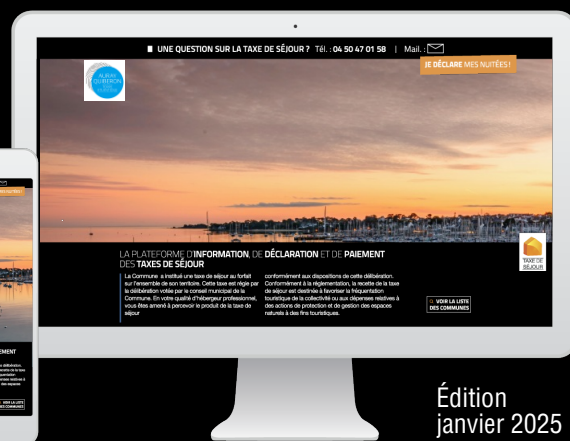 UNE QUESTION SUR LA TAXE DE SÉJOUR ? Tél. : 04 50 47 01 58 | Mail. :
JE DÉCLARE MES NUITÉES !
AURAY
QUIBERON
LA PLATEFORME D'INFORMATION, DE DÉCLARATION ET DE PAIEMENT
DES TAXES DE SÉJOUR
La Commune a institué une taxe de séjour au forfait
sur l'ensemble de son territoire. Cette taxe est régie par
la délibération votée par le conseil municipal de la
Commune. En votre qualité d'hébergeur professionnel,
vous êtes amené à percevoir le produit de la taxe de
séjour
conformément aux dispositions de cette délibération.
Conformément à la réglementation, la recette de la taxe
de séjour est destinée à favoriser la fréquentation
touristique de la collectivité ou aux dépenses relatives à
des actions de protection et de gestion des espaces
naturels à des fins touristiques.
VOIR LA LISTE
DES COMMUNES
TAXE DE
SÉJOUR
Édition
janvier 2025